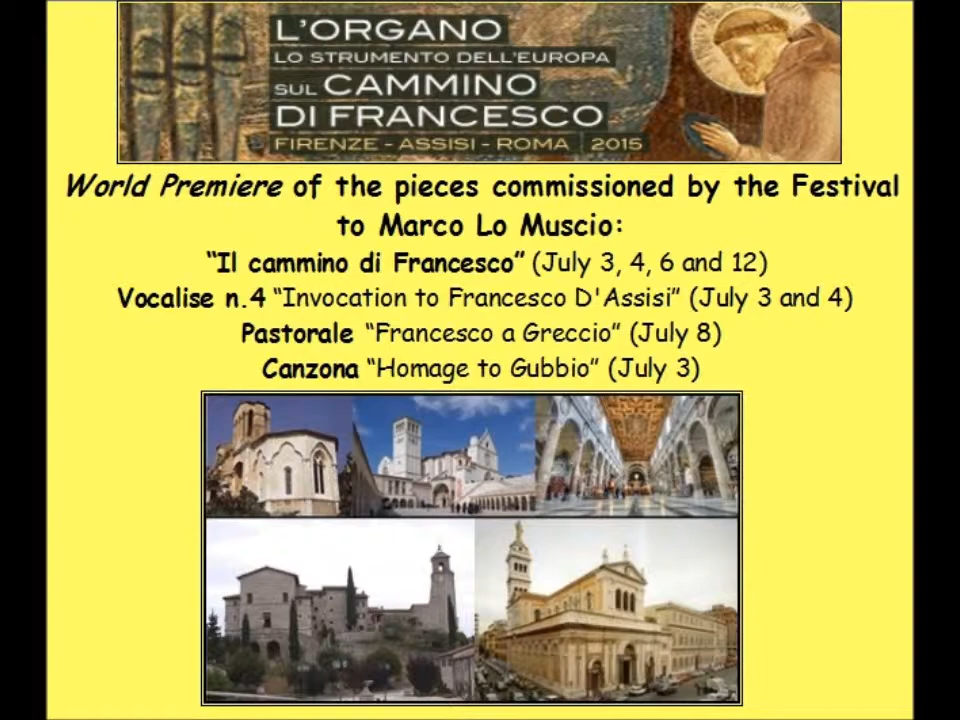 L'ORGANO
LO STRUMENTO DELL'EUROPA
SUL CAMMINO
DI FRANCESCO
FIRENZE - ASSISI - ROMA | 2015
World Premiere of the pieces commissioned by the Festival
to Marco Lo Muscio:
“Il cammino di Francesco” (July 3, 4, 6 and 12)
Vocalise n.4 “Invocation to Francesco D'Assisi” (July 3 and 4)
Pastorale “Francesco a Greccio” (July 8)
Canzona “Homage to Gubbio” (July 3)